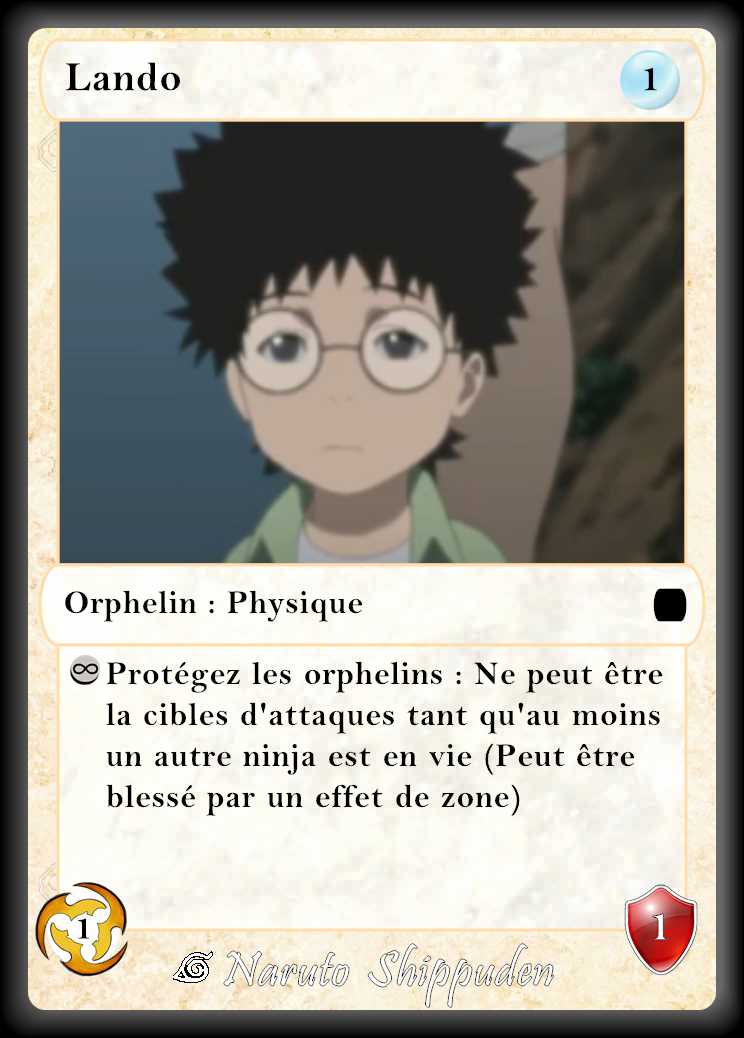 Lando
1
Orphelin : Physique
Protégez les orphelins : Ne peut être
la cibles d'attaques tant qu'au moins
un autre ninja est en vie (Peut être
blessé par un effet de zone)
1
1
Naruto Shippuden